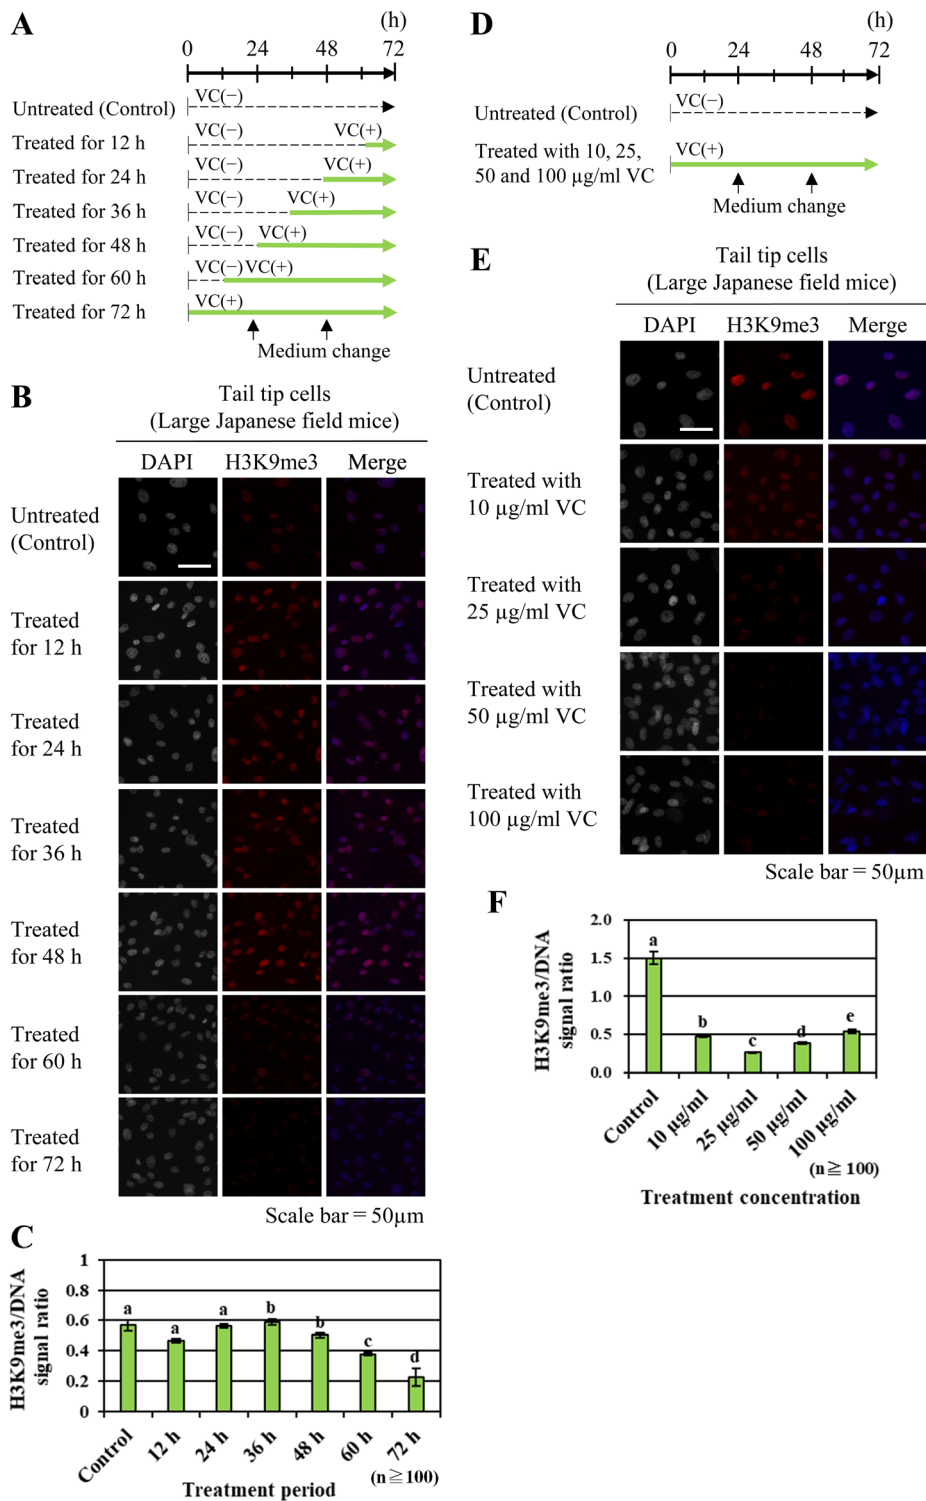 A
(h)
0 24 48 72
Untreated (Control) VC(−)
Treated for 12 h VC(−) VC(+)
Treated for 24 h VC(−) VC(+)
Treated for 36 h VC(−) VC(+)
Treated for 48 h VC(−) VC(+)
Treated for 60 h VC(−) VC(+)
Treated for 72 h VC(+)
Medium change
B
Tail tip cells
(Large Japanese field mice)
DAPI H3K9me3 Merge
Untreated
(Control)
Treated
for 12 h
Treated
for 24 h
Treated
for 36 h
Treated
for 48 h
Treated
for 60 h
Treated
for 72 h
Scale bar = 50µm
C
H3K9me3/DNA
signal ratio
1
0.8
0.6
0.4
0.2
0
a a a b b c d
Control 12 h 24 h 36 h 48 h 60 h 72 h
(n ≧ 100)
Treatment period
D
(h)
0 24 48 72
Untreated (Control) VC(−)
Treated with 10, 25,
50 and 100 µg/ml VC
VC(+)
Medium change
E
Tail tip cells
(Large Japanese field mice)
DAPI H3K9me3 Merge
Untreated
(Control)
Treated with
10 µg/ml VC
Treated with
25 µg/ml VC
Treated with
50 µg/ml VC
Treated with
100 µg/ml VC
Scale bar = 50µm
F
H3K9me3/DNA
signal ratio
2.0
1.5
1.0
0.5
0.0
a b c d e
Control 10 µg/ml 25 µg/ml 50 µg/ml 100 µg/ml
(n ≧ 100)
Treatment concentration